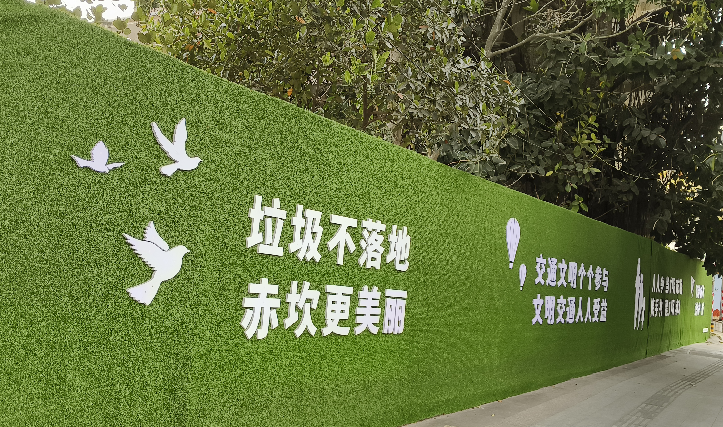 垃圾不落地
赤坎更美丽
交通文明个个参与
文明交通人人受益